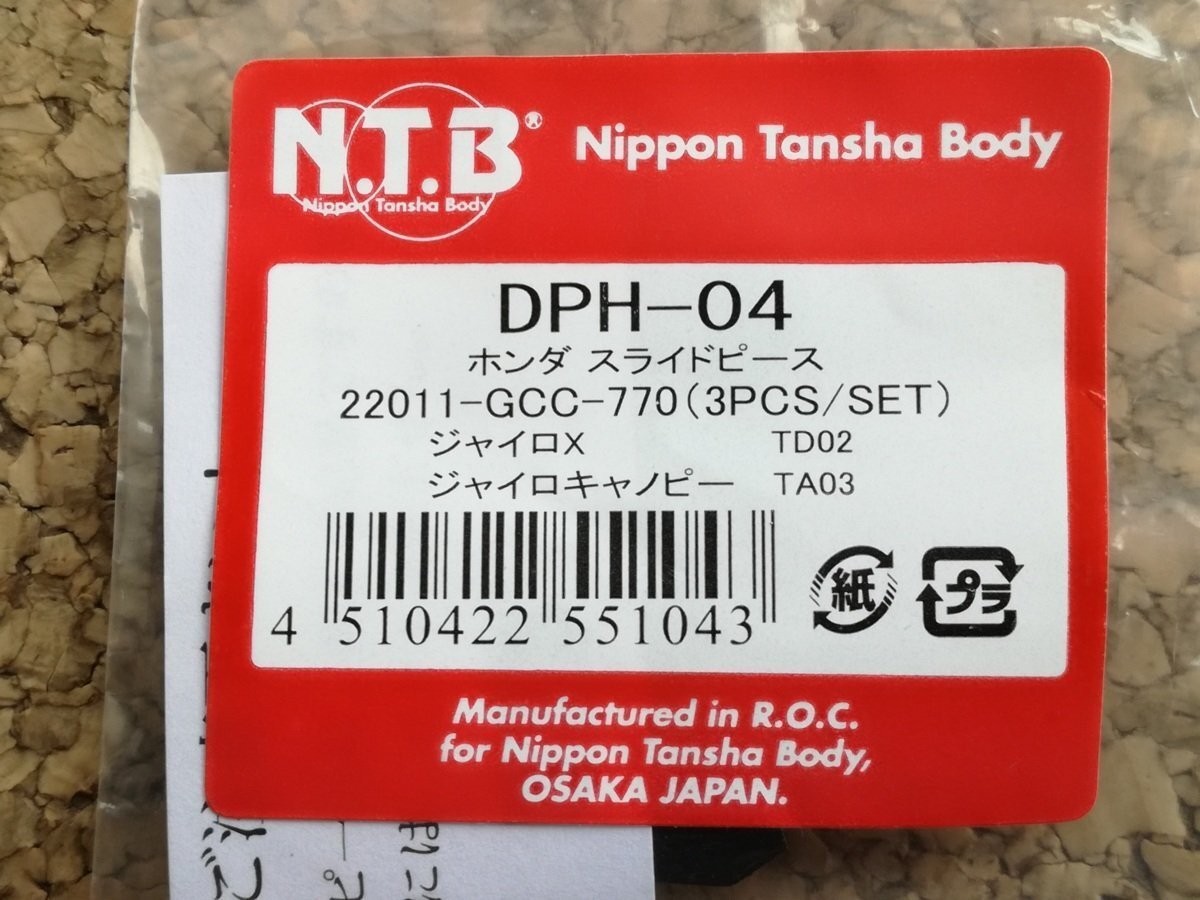 N.T.B®
Nippon Tansha Body
Nippon Tansha Body
DPH-04
ホンダ スライドピース
22011-GCC-770(3PCS/SET)
ジャイロX TD02
ジャイロキャノピー TA03
4 510422 551043
紙
プラ
Manufactured in R.O.C.
for Nippon Tansha Body,
OSAKA JAPAN.